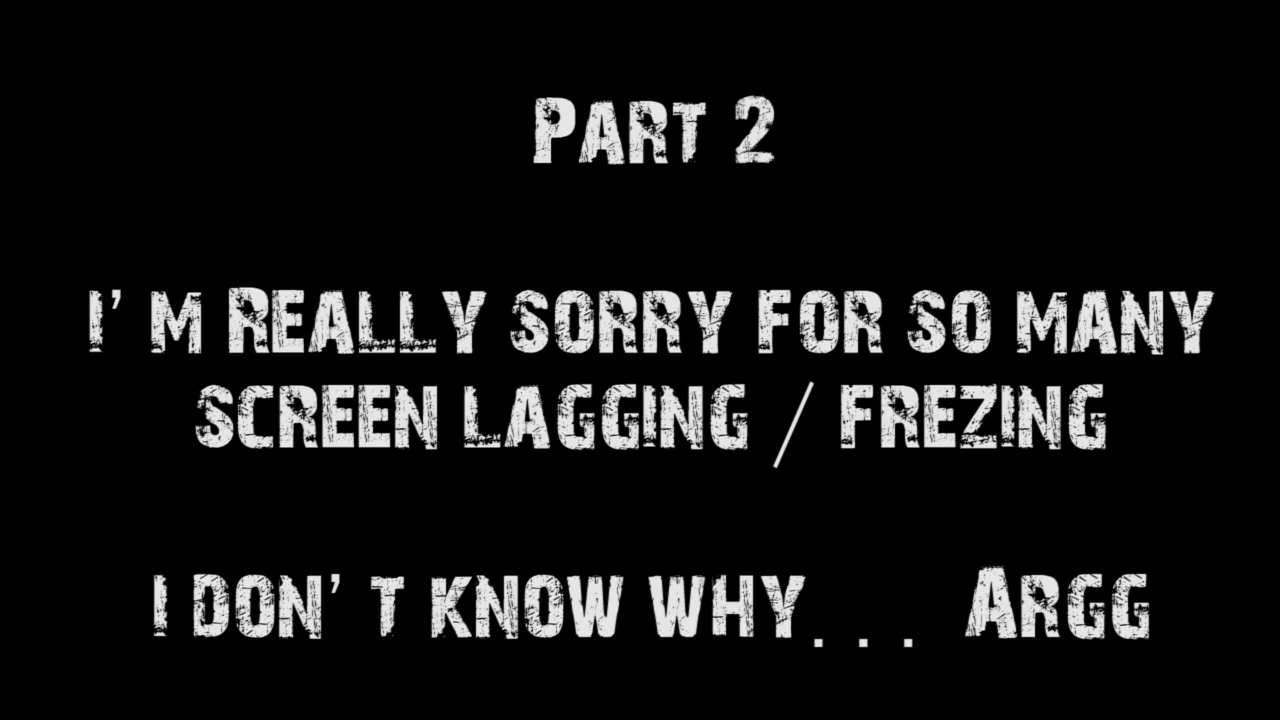 Part 2
I'm Really sorry for so many
screen lagging / frezing
I don't know why... Argg